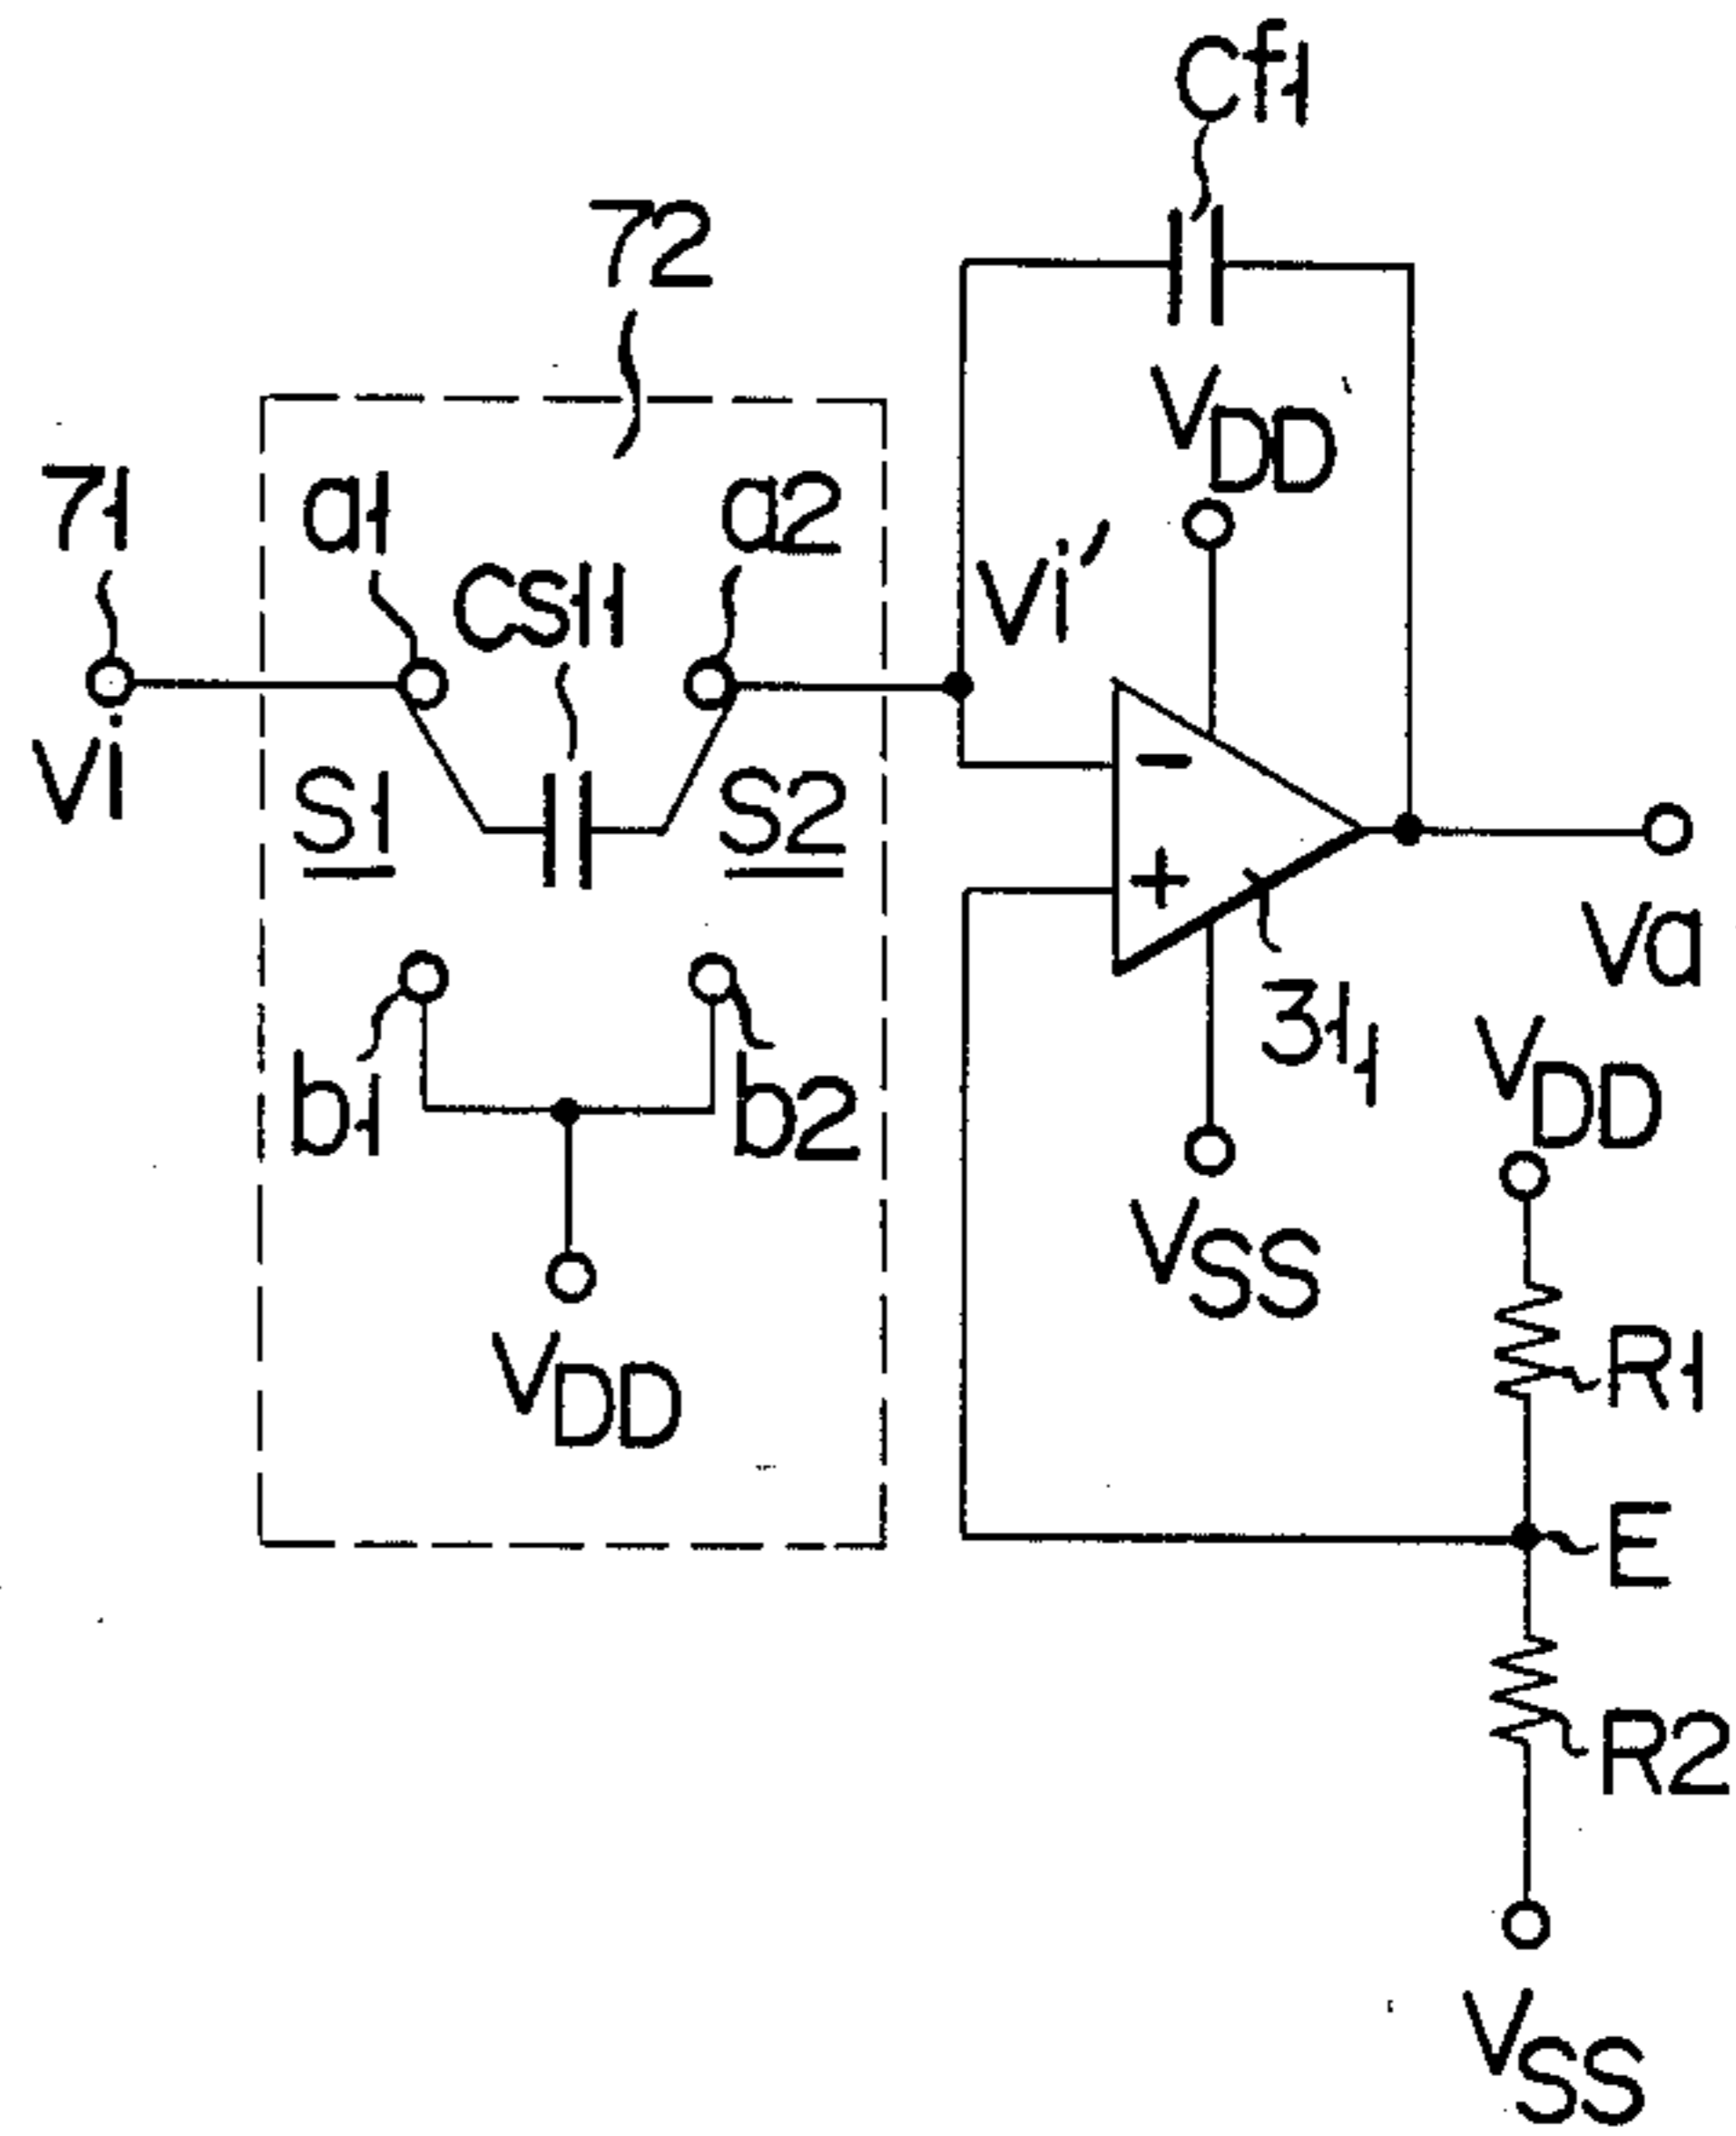 Cf1
72
VDD
71
a1
a2
Cs11
Vi'
Vi
S1
S2
-
+
Va
311
b1
b2
VDD
VSS
VDD
R1
E
R2
VSS